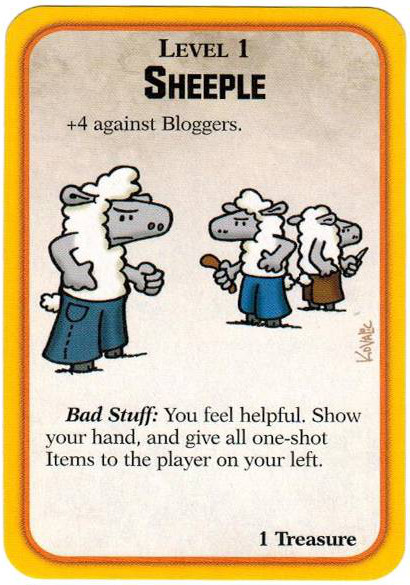 LEVEL 1
SHEEPLE
+4 against Bloggers.
KOVALIC
Bad Stuff: You feel helpful. Show
your hand, and give all one-shot
Items to the player on your left.
1 Treasure